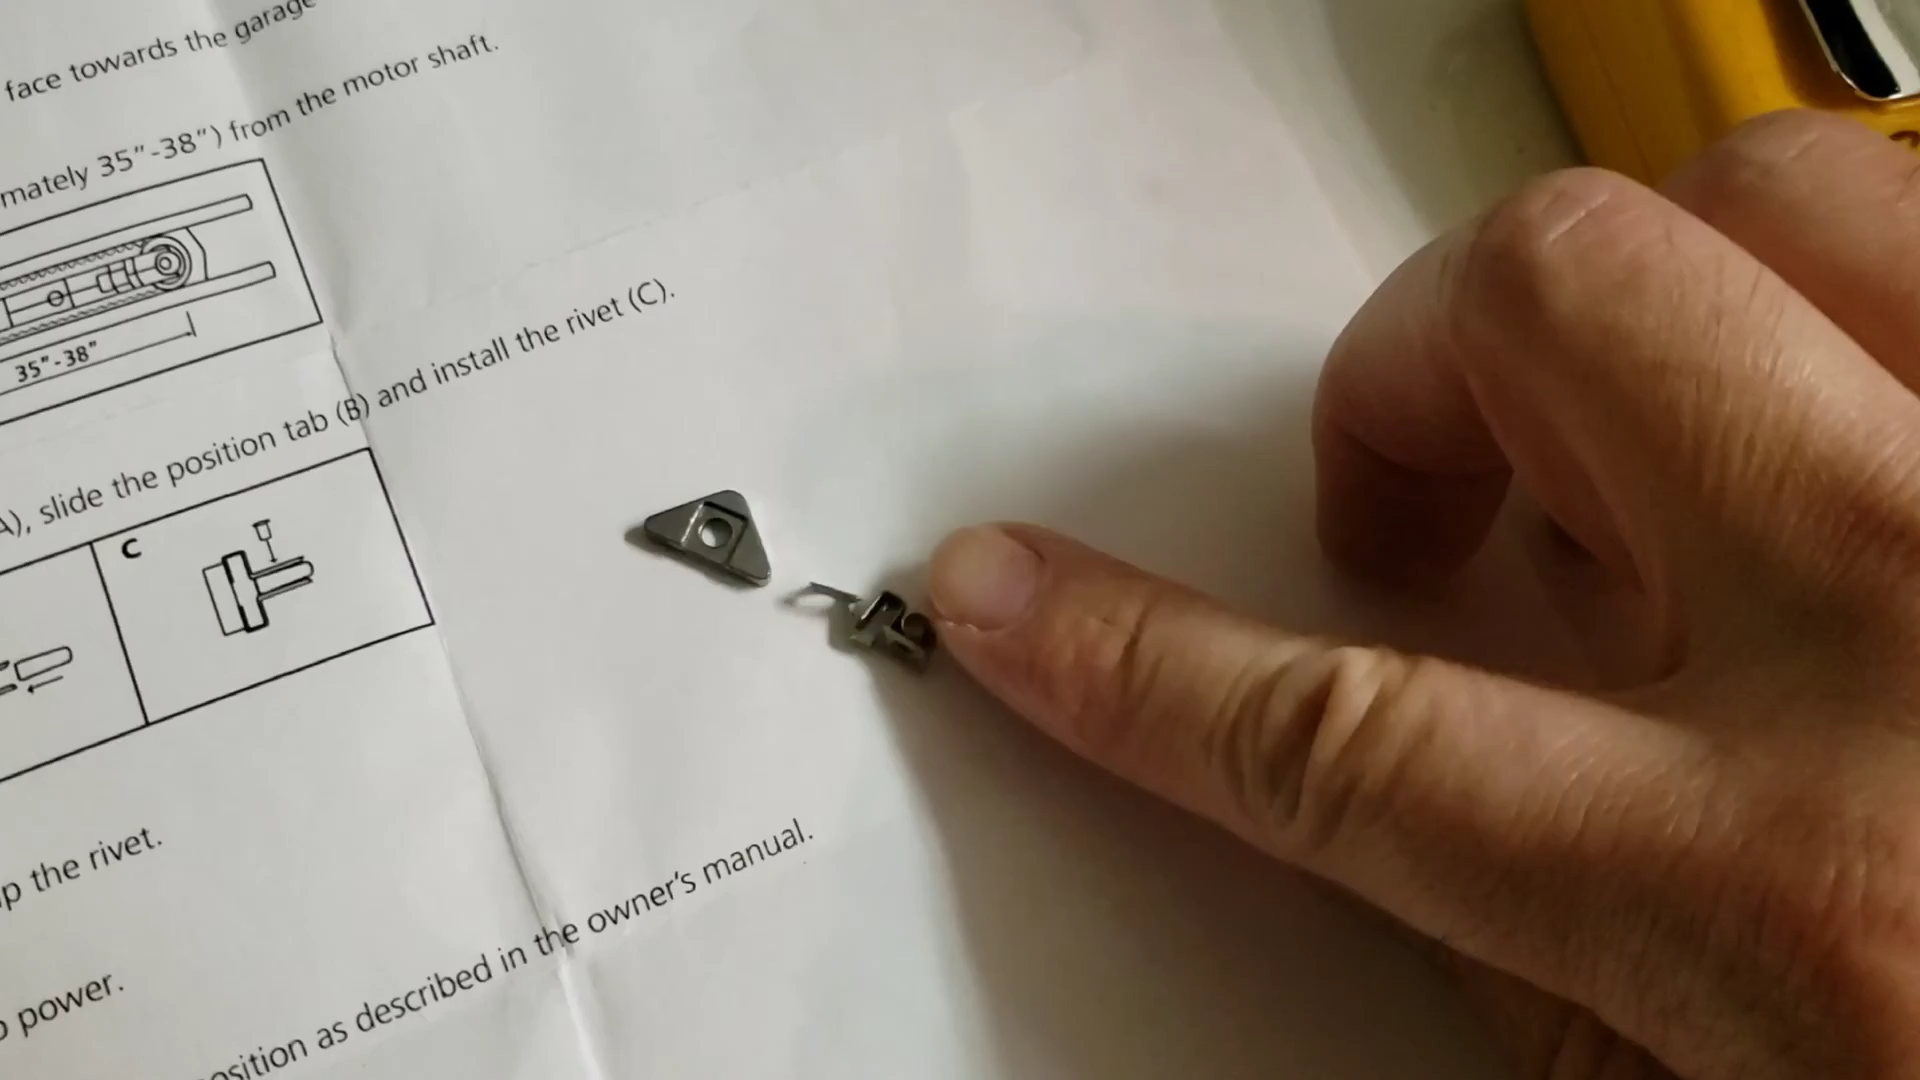 face towards the garage
mately 35"-38") from the motor shaft.
35"-38"
A), slide the position tab (B) and install the rivet (C).
C
p the rivet.
power.
osition as described in the owner's manual.